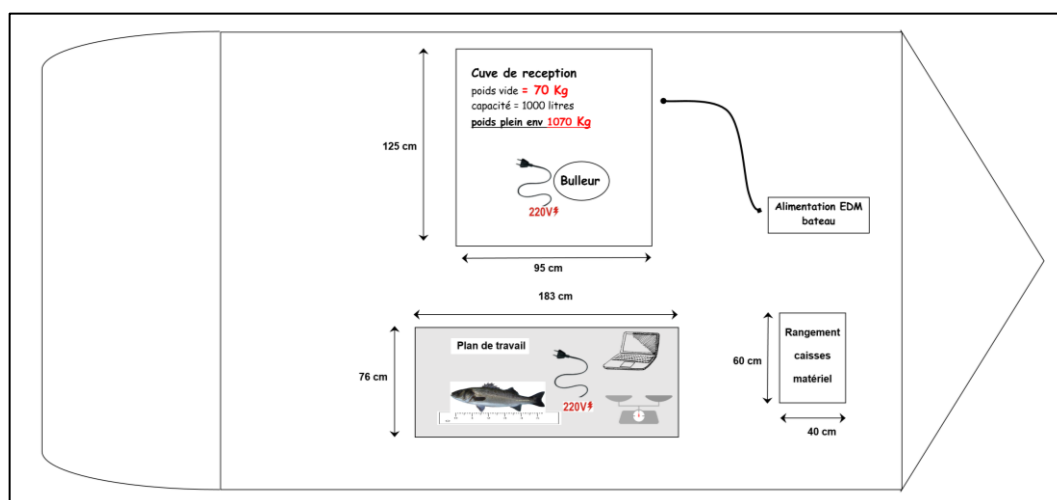 Cuve de reception
poids vide = 70 Kg
capacité = 1000 litres
poids plein env 1070 Kg
125 cm
Bulleur
220V
Alimentation EDM
bateau
95 cm
183 cm
Plan de travail
76 cm
220V
Rangement
caisses
matériel
60 cm
40 cm